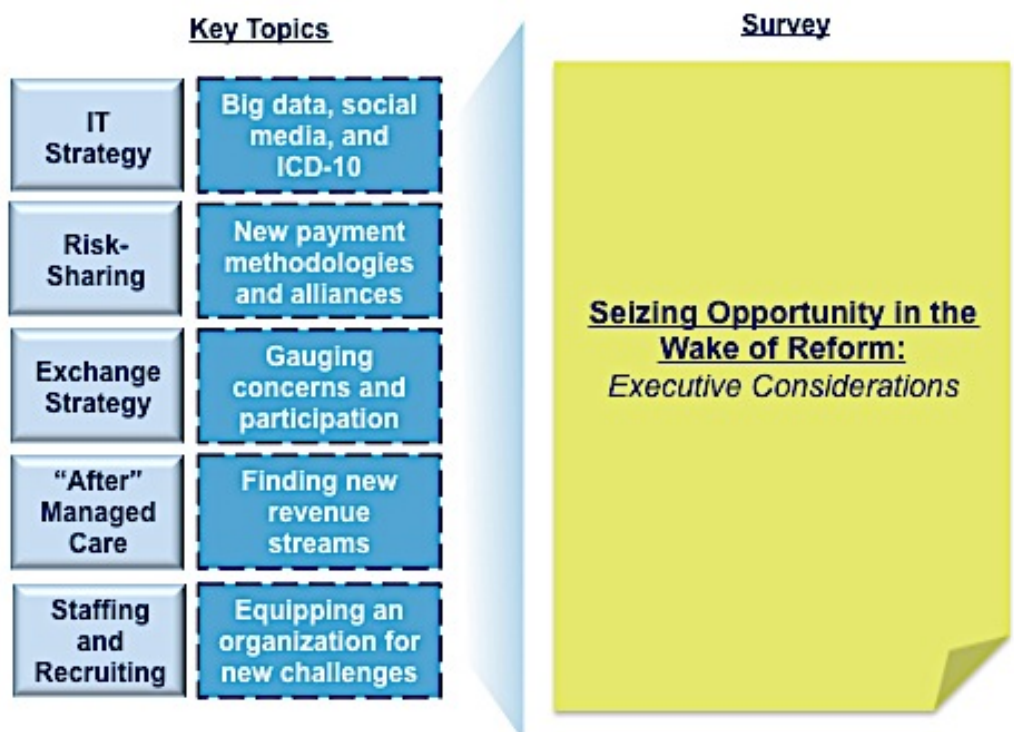 Key Topics
Survey
IT
Strategy
Big data, social
media, and
ICD-10
Risk-
Sharing
New payment
methodologies
and alliances
Exchange
Strategy
Gauging
concerns and
participation
“After”
Managed
Care
Finding new
revenue
streams
Staffing
and
Recruiting
Equipping an
organization for
new challenges
Seizing Opportunity in the
Wake of Reform:
Executive Considerations